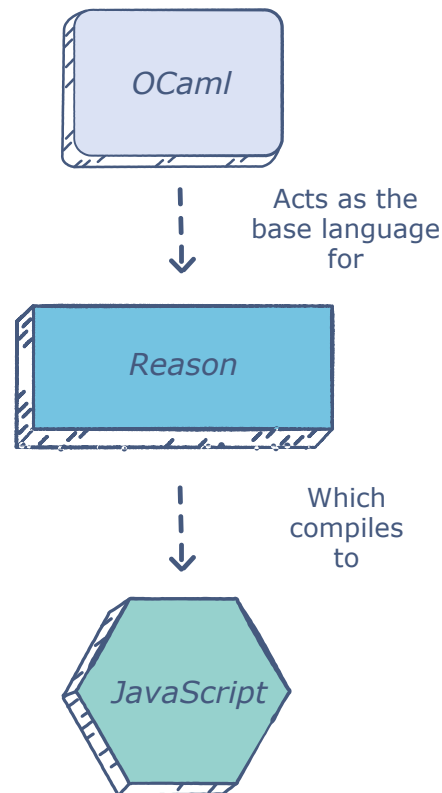 OCaml
Acts as the
base language
for
Reason
Which
compiles
to
JavaScript